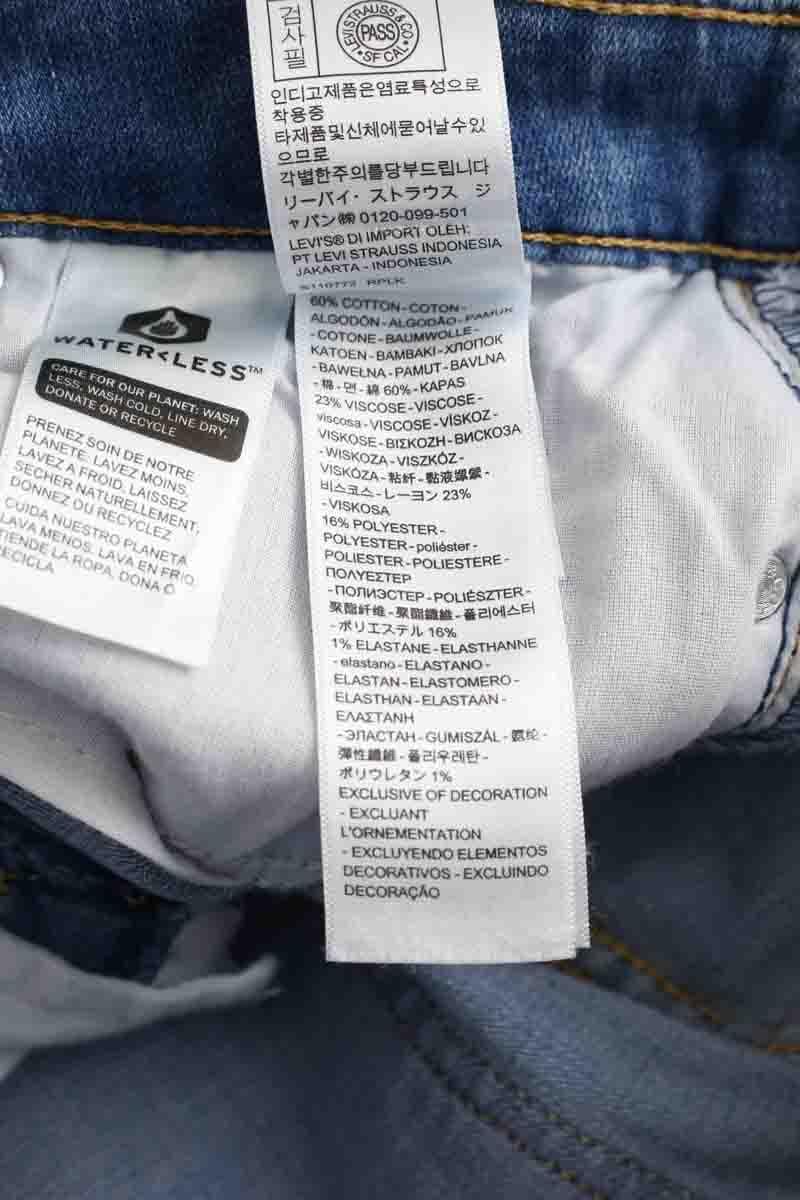 검
사
필
LEVI STRAUSS & CO
PASS
SF CAL
인디고제품은염료특성으로
착용중
타제품및신체에묻어날수있
으므로
각별한주의를당부드립니다
リーバイ・ストラウス ジ
ャパン㈱ 0120-099-501
LEVI'S® DI IMPORT OLEH:
PT LEVI STRAUSS INDONESIA
JAKARTA - INDONESIA
60% COTTON - COTON -
ALGODÓN - ALGODÃO - PAMUK
- COTONE - BAUMWOLLE -
KATOEN - ΒΑΜΒΑΚΙ - ХЛОПОК
- BAWEŁNA - PAMUT - BAVLNA
- 棉 - 면 - 綿 60% - KAPAS
23% VISCOSE - VISCOSE -
viscosa - VISCOSE - VİSKOZ -
VISKOSE - ΒΙΣΚΟΖΗ - ВИСКОЗА
- WISKOZA - VISZKÓZ -
VISKÓZA - 粘纤 - 黏液嫘縈 -
비스코스 - レーヨン 23%
- VISKOSA
16% POLYESTER -
POLYESTER - poliéster -
POLIESTER - POLIESTERE -
ΠΟΛΥΕΣΤΕΡ
- ПОЛИЭСТЕР - POLIÉSZTER -
聚酯纤维 - 聚酯纖維 - 폴리에스터
- ポリエステル 16%
1% ELASTANE - ELASTHANNE
- elastano - ELASTANO -
ELASTAN - ELASTOMERO -
ELASTHAN - ELASTAAN -
ΕΛΑΣΤΑΝΗ
- ЭЛАСТАН - GUMISZÁL - 氨纶 -
彈性纖維 - 폴리우레탄 -
ポリウレタン 1%
EXCLUSIVE OF DECORATION
- EXCLUANT
L'ORNEMENTATION
- EXCLUYENDO ELEMENTOS
DECORATIVOS - EXCLUINDO
DECORAÇÃO
WATER<LESS™
CARE FOR OUR PLANET: WASH
LESS, WASH COLD, LINE DRY,
DONATE OR RECYCLE
PRENEZ SOIN DE NOTRE
PLANÈTE. LAVEZ MOINS,
LAVEZ A FROID, LAISSEZ
SÉCHER NATURELLEMENT,
DONNEZ OU RECYCLEZ
CUIDA NUESTRO PLANETA
LAVA MENOS, LAVA EN FRIO,
TIENDE LA ROPA, DONA O
RECICLA